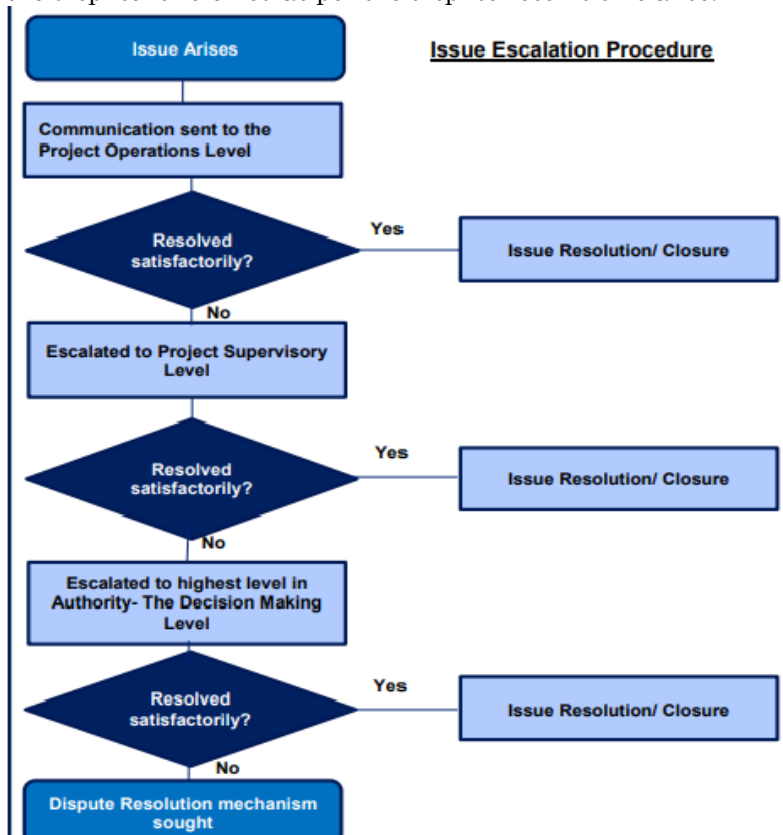 Issue Arises
Issue Escalation Procedure
Communication sent to the
Project Operations Level
Resolved
satisfactorily?
Yes
Issue Resolution/ Closure
No
Escalated to Project Supervisory
Level
Resolved
satisfactorily?
Yes
Issue Resolution/ Closure
No
Escalated to highest level in
Authority- The Decision Making
Level
Resolved
satisfactorily?
Yes
Issue Resolution/ Closure
No
Dispute Resolution mechanism
sought